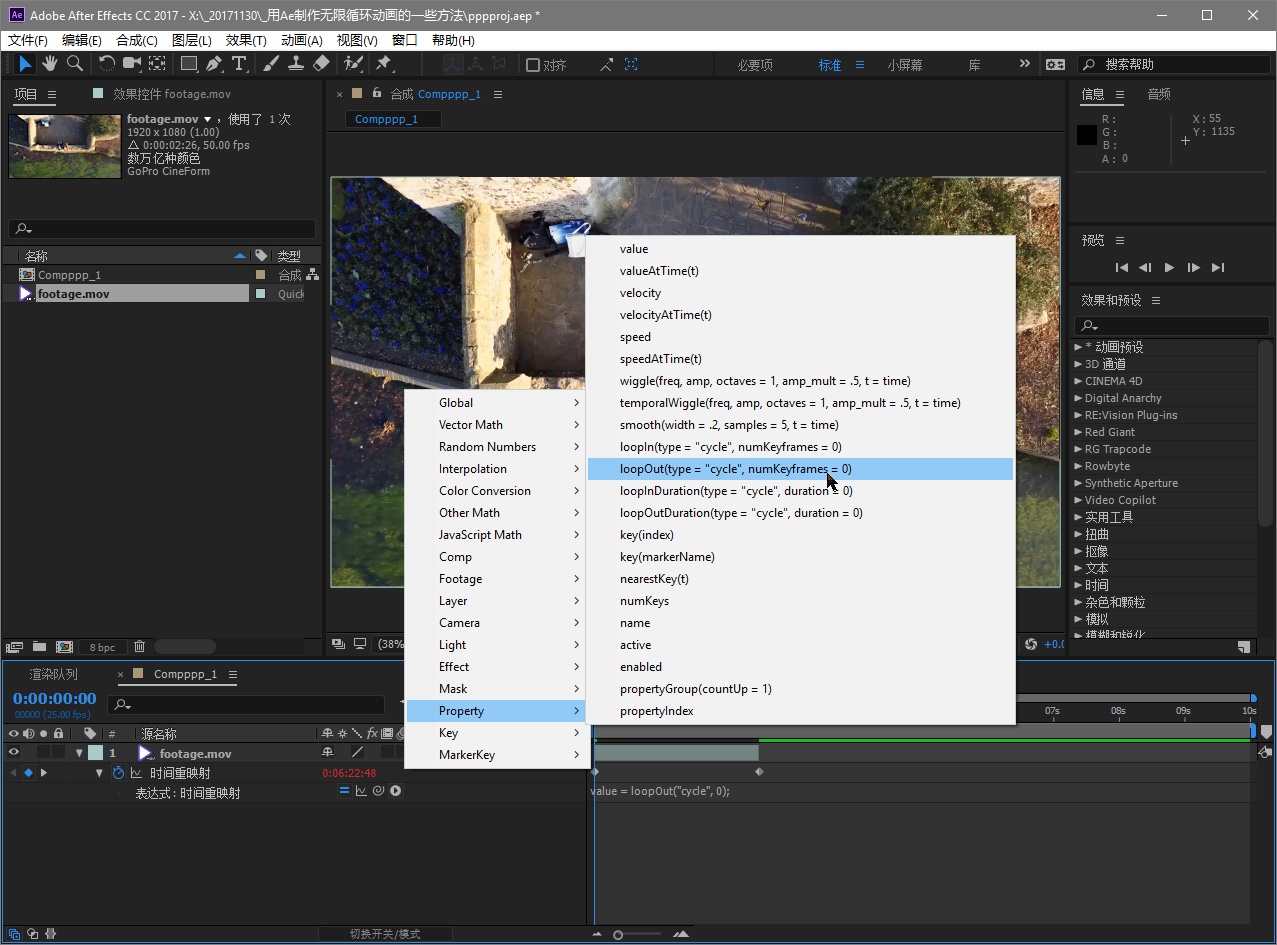 Adobe After Effects CC 2017 - X:\_20171130\_用Ae制作无限循环动画的一些方法\pppproj.aep *
文件(F) 编辑(E) 合成(C) 图层(L) 效果(T) 动画(A) 视图(V) 窗口 帮助(H)
对齐 必要项 标准 小屏幕 库 搜索帮助
项目 效果控件 footage.mov
footage.mov ，使用了 1 次
1920 x 1080 (1.00)
Δ 0:00:02:26, 50.00 fps
数万亿种颜色
GoPro CineForm
名称 类型
Compppp_1 合成
footage.mov Quick
8 bpc
合成 Compppp_1
Compppp_1
(38%
+0.0
信息 音频
R : X : 55
G : Y : 1135
B :
A : 0
预览
效果和预设
* 动画预设
3D 通道
CINEMA 4D
Digital Anarchy
RE:Vision Plug-ins
Red Giant
RG Trapcode
Rowbyte
Synthetic Aperture
Video Copilot
实用工具
扭曲
抠像
文本
时间
杂色和颗粒
模拟
模糊和锐化
Global
Vector Math
Random Numbers
Interpolation
Color Conversion
Other Math
JavaScript Math
Comp
Footage
Layer
Camera
Light
Effect
Mask
Property
Key
MarkerKey
value
valueAtTime(t)
velocity
velocityAtTime(t)
speed
speedAtTime(t)
wiggle(freq, amp, octaves = 1, amp_mult = .5, t = time)
temporalWiggle(freq, amp, octaves = 1, amp_mult = .5, t = time)
smooth(width = .2, samples = 5, t = time)
loopIn(type = "cycle", numKeyframes = 0)
loopOut(type = "cycle", numKeyframes = 0)
loopInDuration(type = "cycle", duration = 0)
loopOutDuration(type = "cycle", duration = 0)
key(index)
key(markerName)
nearestKey(t)
numKeys
name
active
enabled
propertyGroup(countUp = 1)
propertyIndex
渲染队列 Compppp_1
0:00:00:00
00000 (25.00 fps)
07s 08s 09s 10s
# 源名称 fx
1 footage.mov
时间重映射 0:06:22:48
表达式 : 时间重映射 value = loopOut("cycle", 0);
切换开关/模式